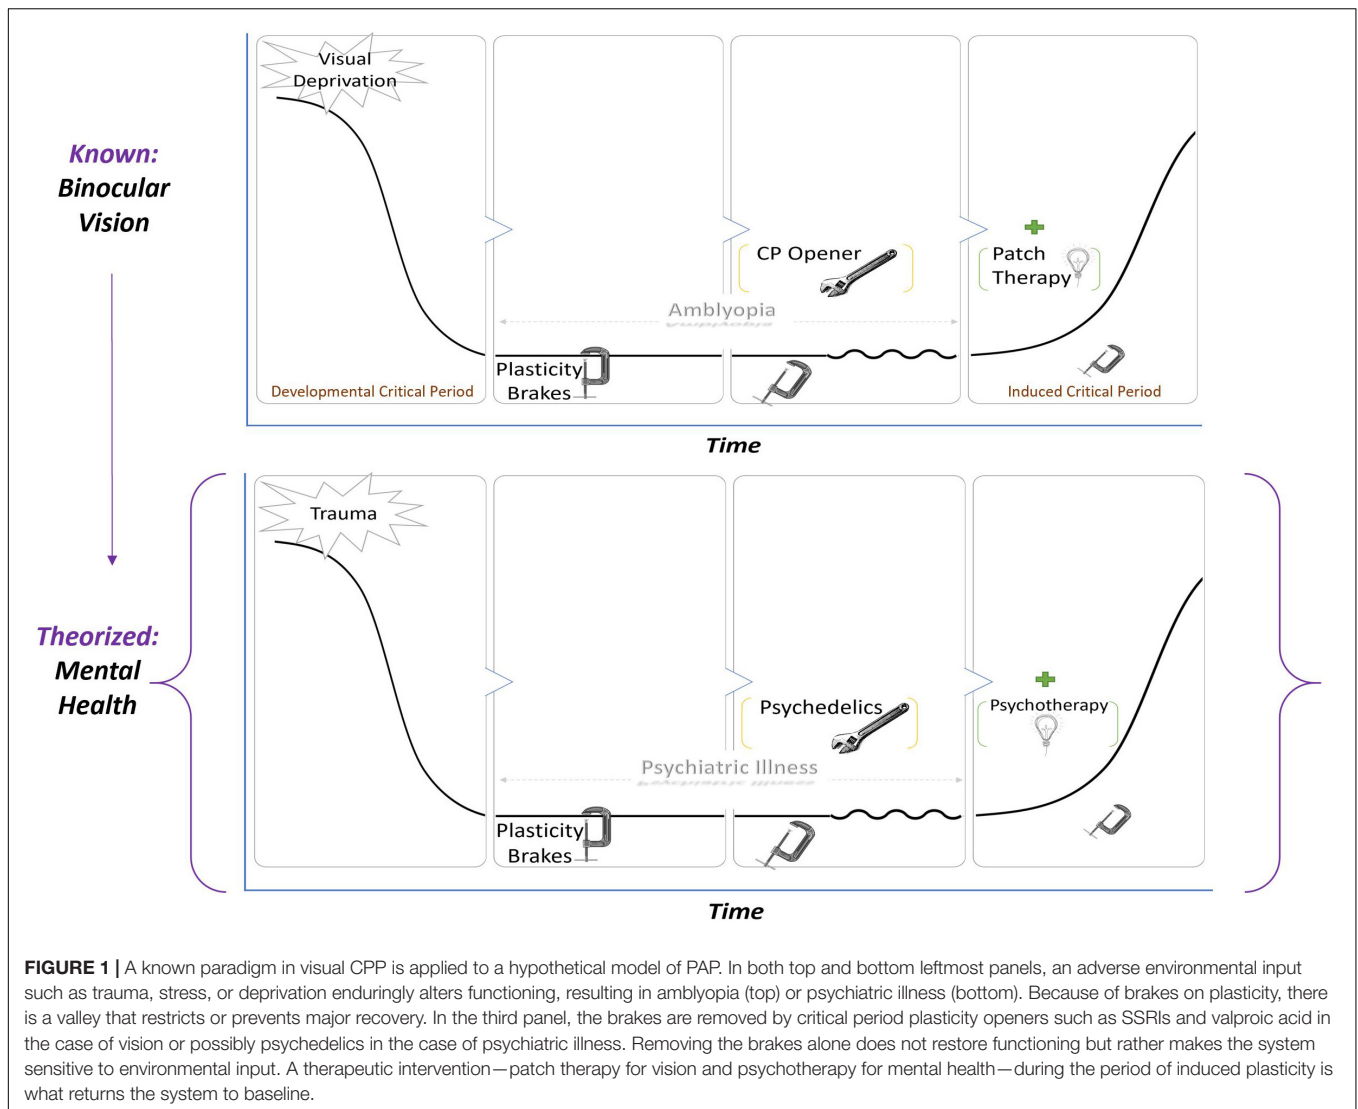 Visual
Deprivation
Known:
Binocular
Vision
CP Opener
Patch
Therapy
Amblyopia
Plasticity
Brakes
Developmental Critical Period
Induced Critical Period
Time
Trauma
Theorized:
Mental
Health
Psychedelics
Psychotherapy
Psychiatric Illness
Plasticity
Brakes
Time
FIGURE 1 | A known paradigm in visual CPP is applied to a hypothetical model of PAP. In both top and bottom leftmost panels, an adverse environmental input
such as trauma, stress, or deprivation enduringly alters functioning, resulting in amblyopia (top) or psychiatric illness (bottom). Because of brakes on plasticity, there
is a valley that restricts or prevents major recovery. In the third panel, the brakes are removed by critical period plasticity openers such as SSRIs and valproic acid in
the case of vision or possibly psychedelics in the case of psychiatric illness. Removing the brakes alone does not restore functioning but rather makes the system
sensitive to environmental input. A therapeutic intervention—patch therapy for vision and psychotherapy for mental health—during the period of induced plasticity is
what returns the system to baseline.